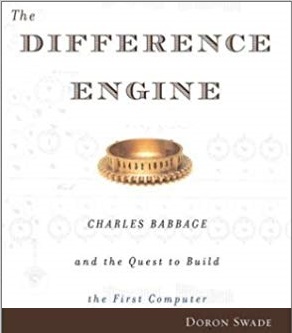 The
DIFFERENCE
ENGINE
CHARLES BABBAGE
and the Quest to Build
the First Computer
DORON SWADE